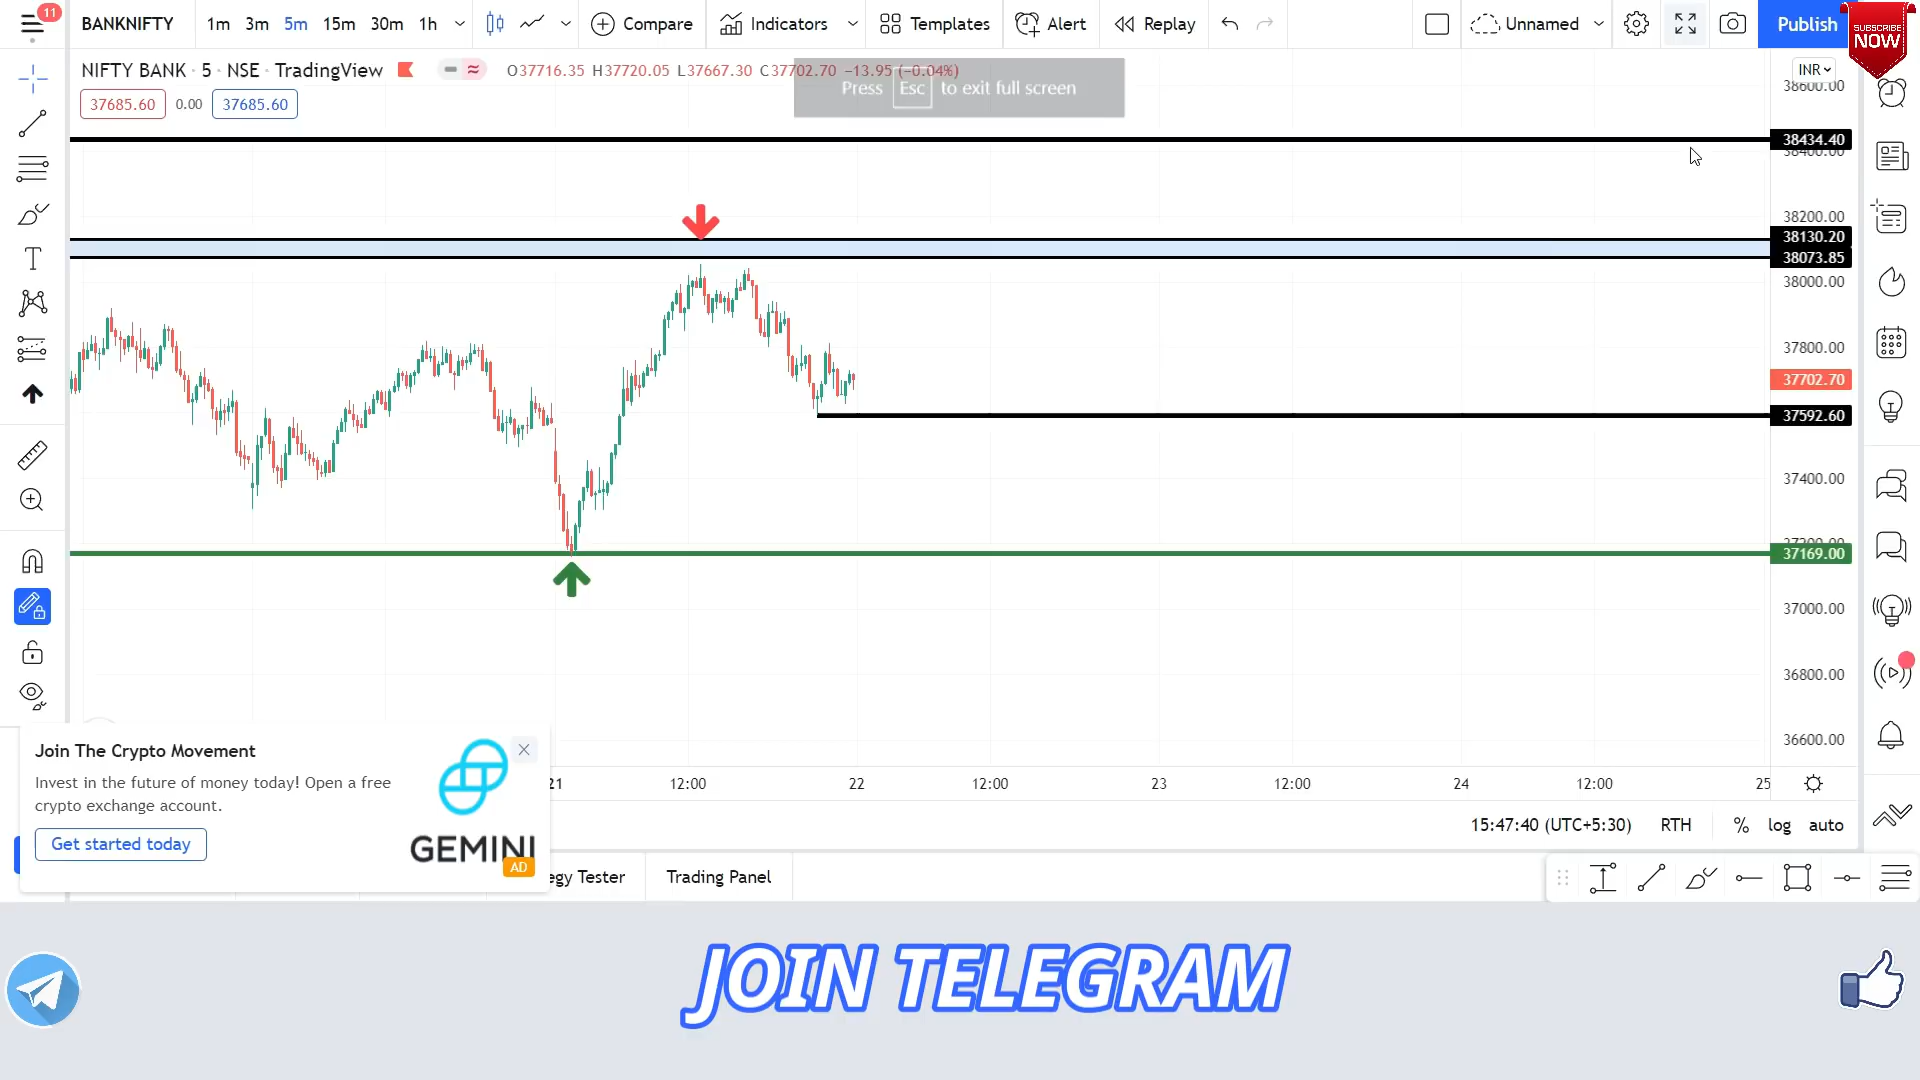 11
BANKNIFTY 1m 3m 5m 15m 30m 1h Compare Indicators Templates Alert Replay Unnamed Publish
SUBSCRIBE
NOW
NIFTY BANK · 5 · NSE · TradingView O37716.35 H37720.05 L37667.30 C37702.70 −13.95 (−0.04%)
INR
37685.60 0.00 37685.60
Press Esc to exit full screen
38600.00
38434.40
38400.00
38200.00
38130.20
38073.85
38000.00
37800.00
37702.70
37592.60
37400.00
37200.00
37169.00
37000.00
36800.00
36600.00
21 12:00 22 12:00 23 12:00 24 12:00 25
15:47:40 (UTC+5:30) RTH % log auto
Join The Crypto Movement
Invest in the future of money today! Open a free
crypto exchange account.
Get started today
GEMINI
AD
egy Tester Trading Panel
JOIN TELEGRAM